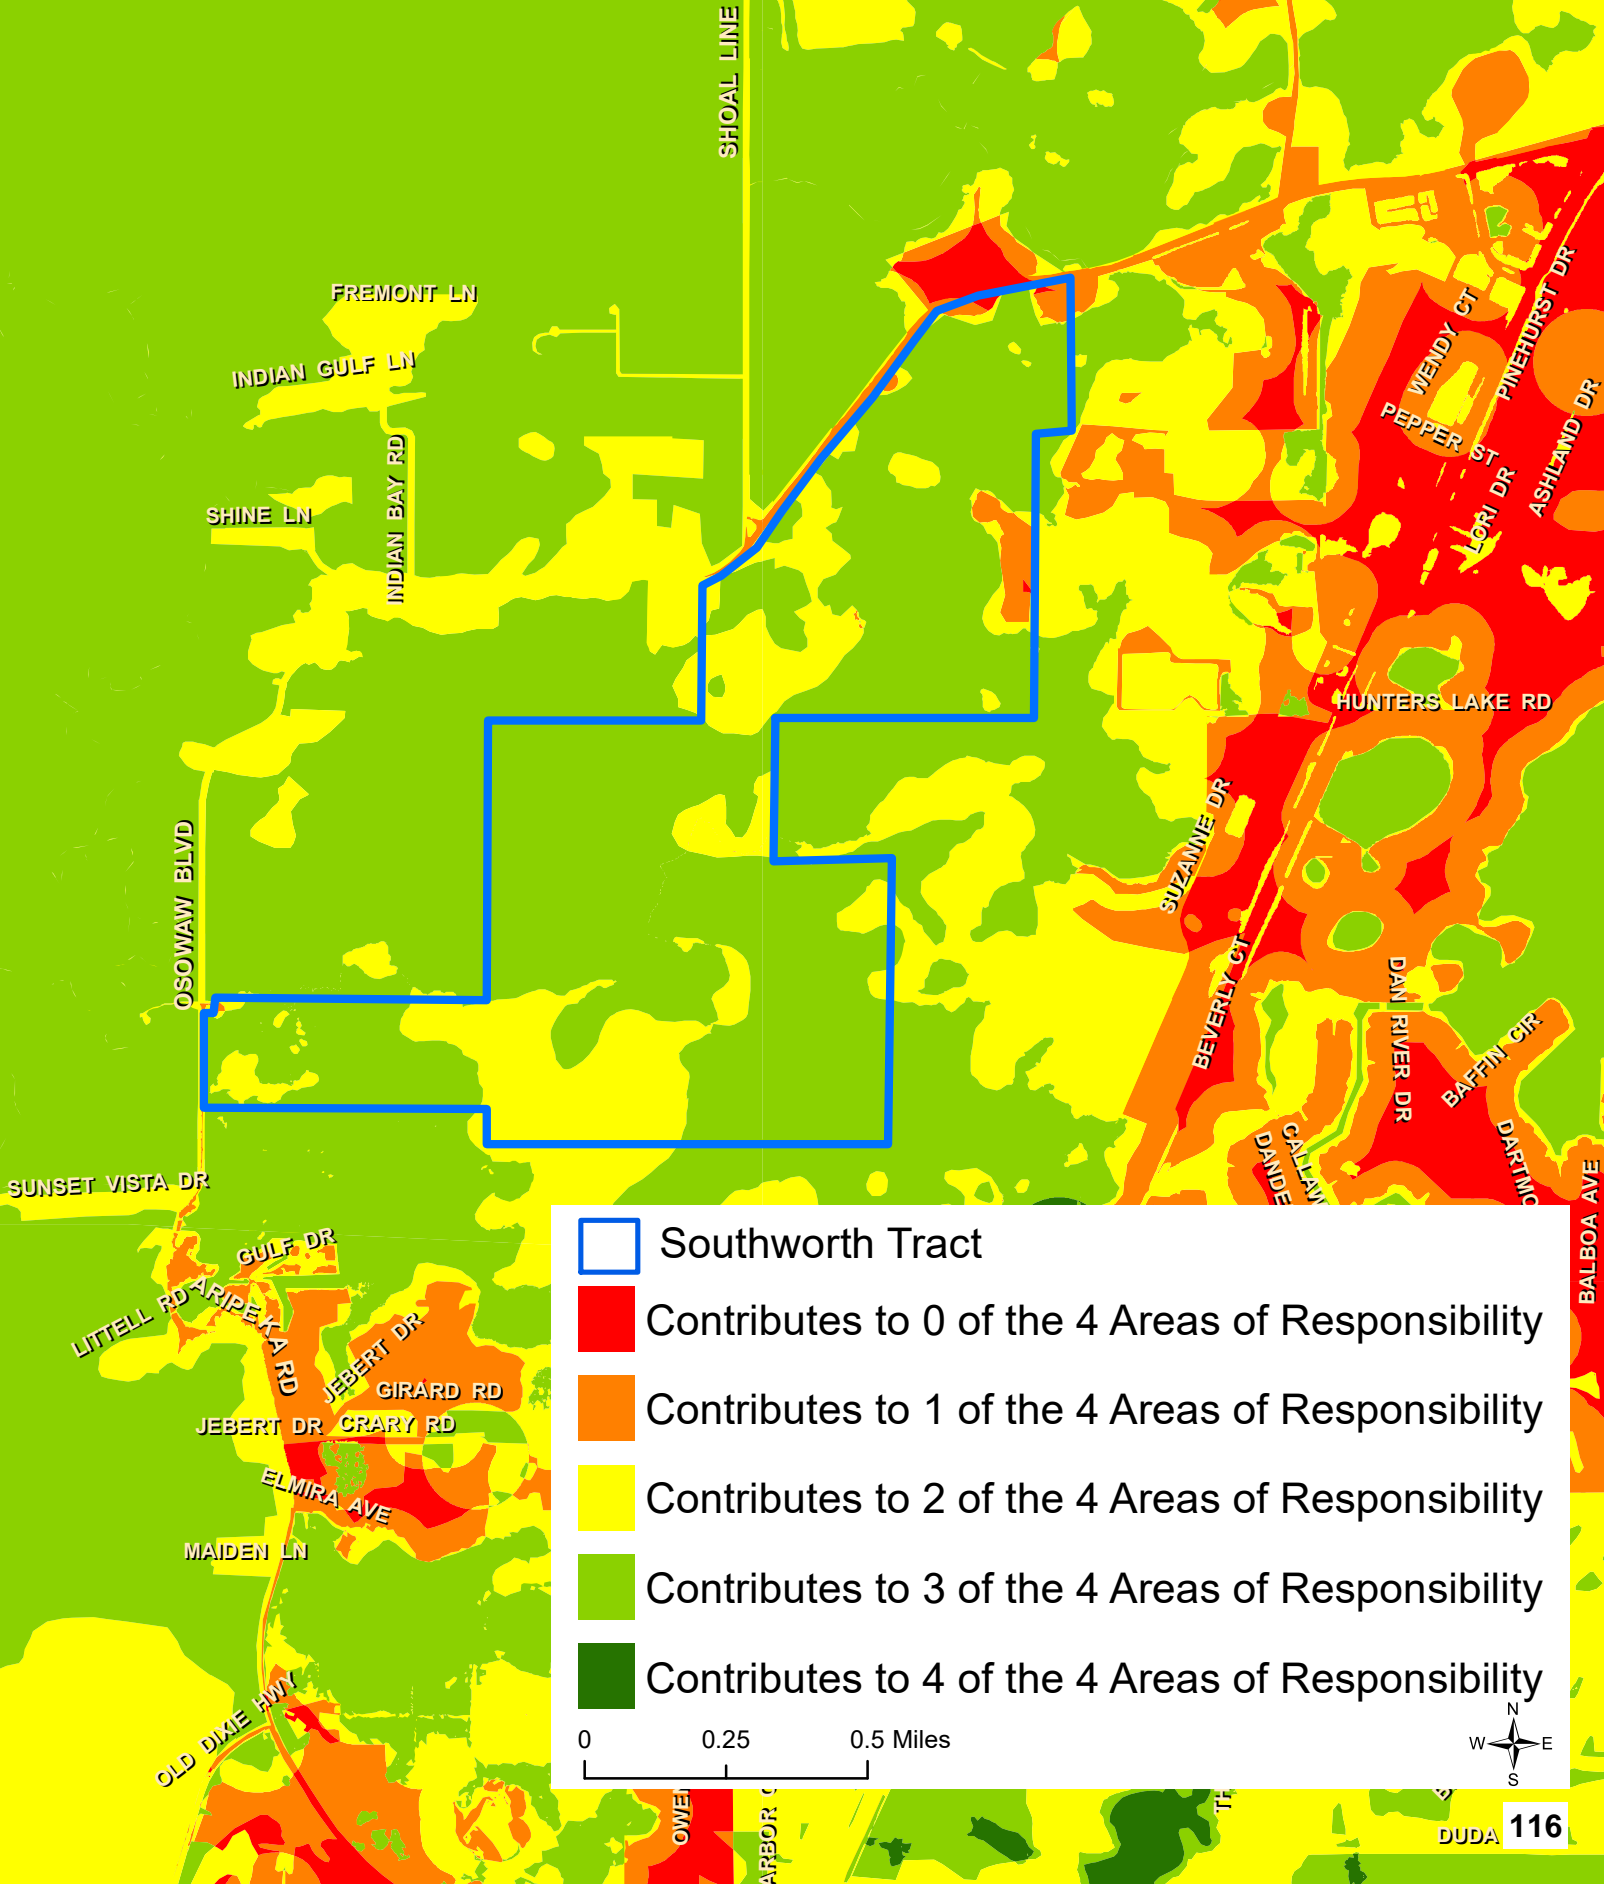 SHOAL LINE
FREMONT LN
INDIAN GULF LN
INDIAN BAY RD
SHINE LN
WENDY CT
PINEHURST DR
PEPPER ST
LORI DR
ASHLAND DR
HUNTERS LAKE RD
SUZANNE DR
OSOWAW BLVD
BEVERLY CT
DAN RIVER DR
BAFFIN CIR
DANDE
CALLAW
DARTMO
BALBOA AVE
SUNSET VISTA DR
GULF DR
LITTELL RD
ARIPEKA RD
JEBERT DR
GIRARD RD
JEBERT DR
CRARY RD
ELMIRA AVE
MAIDEN LN
OLD DIXIE HWY
Southworth Tract
Contributes to 0 of the 4 Areas of Responsibility
Contributes to 1 of the 4 Areas of Responsibility
Contributes to 2 of the 4 Areas of Responsibility
Contributes to 3 of the 4 Areas of Responsibility
Contributes to 4 of the 4 Areas of Responsibility
0 0.25 0.5 Miles
N
W E
S
OWE
ARBOR
TH
DUDA
116